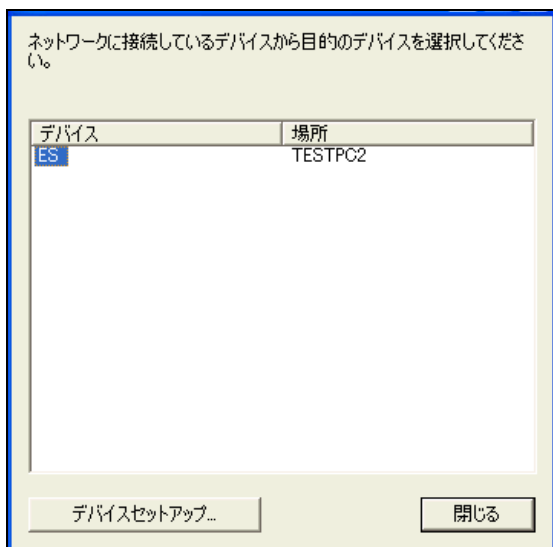 ネットワークに接続しているデバイスから目的のデバイスを選択してくださ
い。
デバイス 場所
ES TESTPC2
デバイスセットアップ... 閉じる